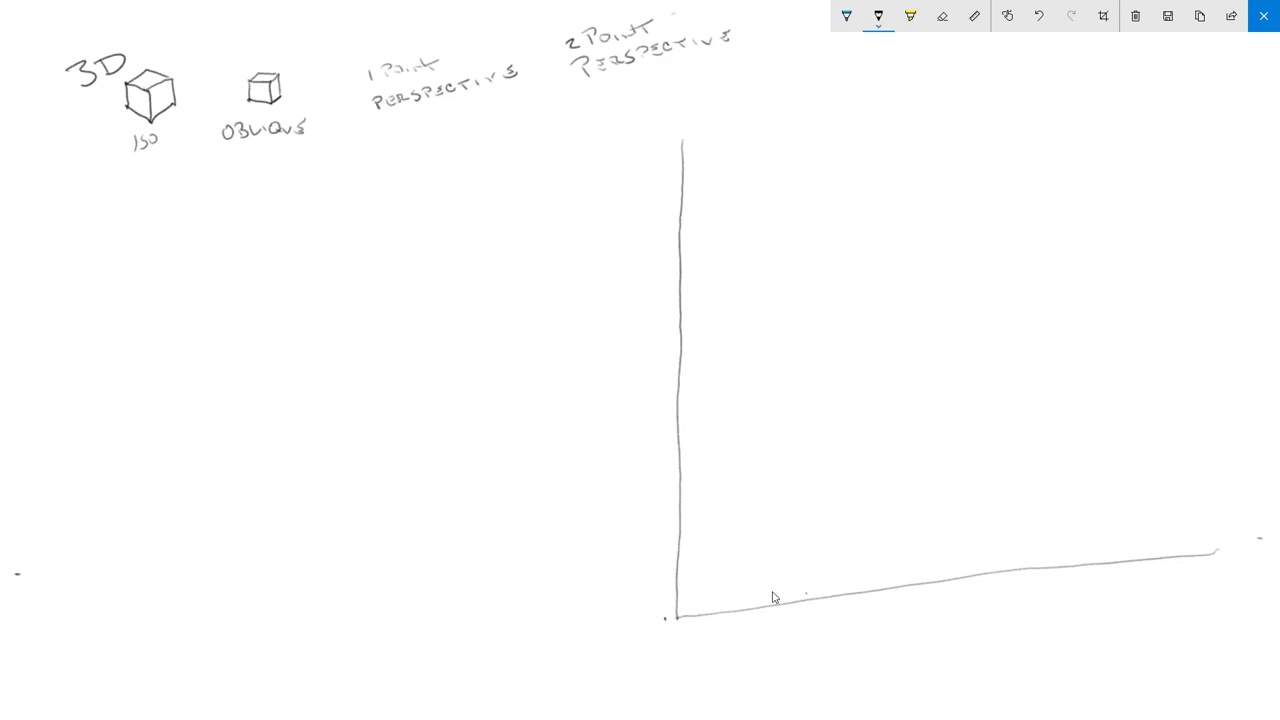 3D
ISO
OBLIQUE
1 POINT
PERSPECTIVE
2 POINT
PERSPECTIVE